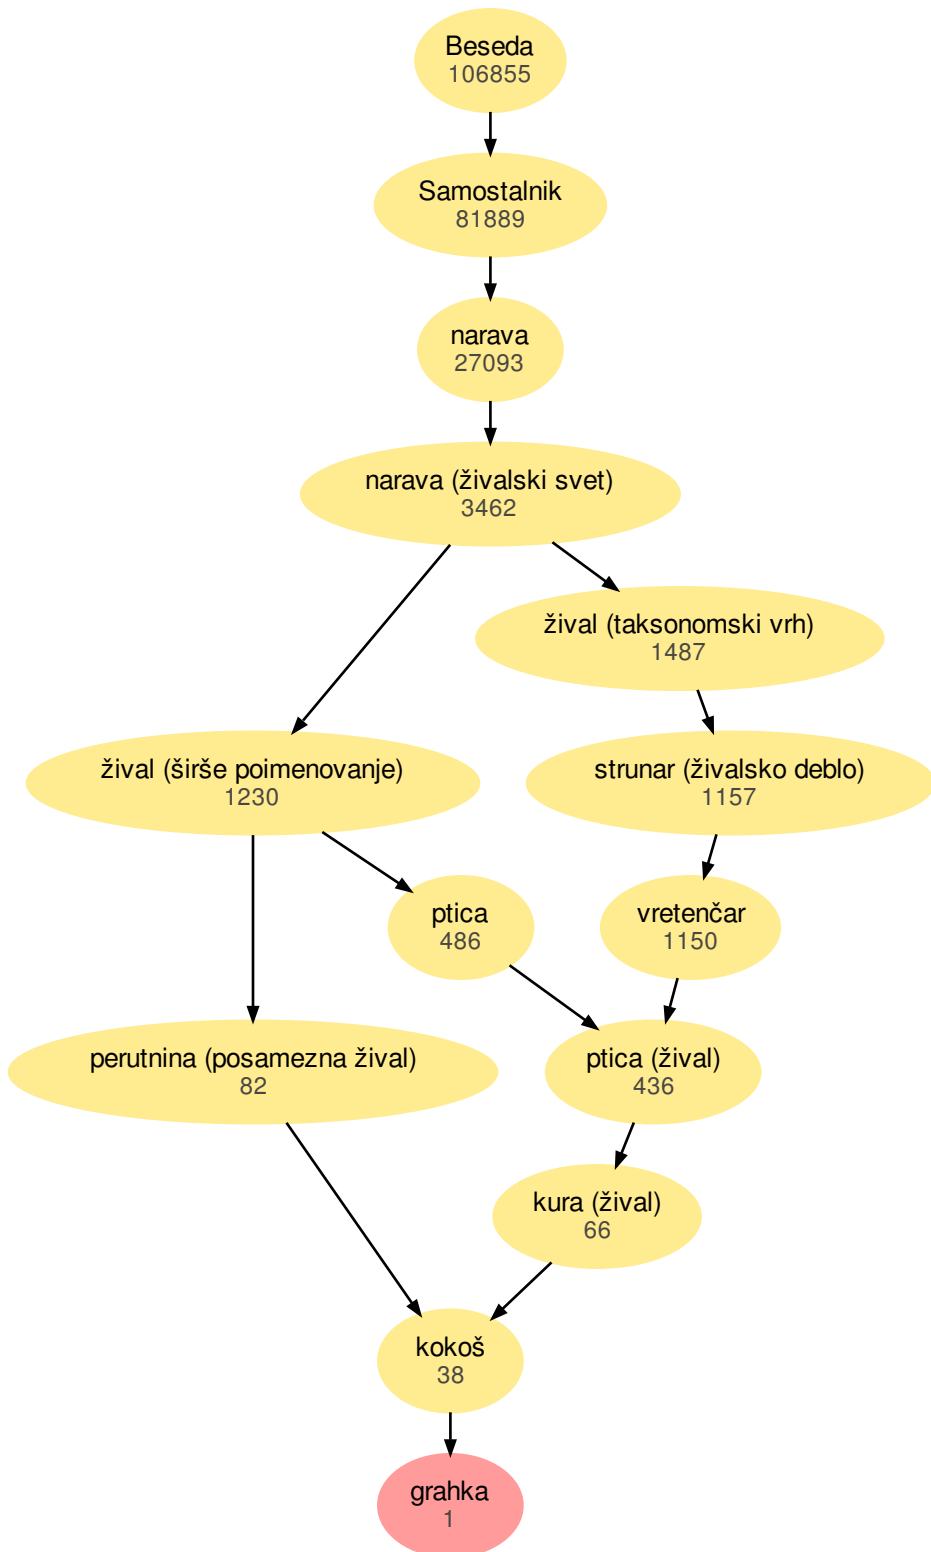 Beseda
106855
Samostalnik
81889
narava
27093
narava (živalski svet)
3462
žival (taksonomski vrh)
1487
žival (širše poimenovanje)
1230
strunar (živalsko deblo)
1157
ptica
486
vretenčar
1150
perutnina (posamezna žival)
82
ptica (žival)
436
kura (žival)
66
kokoš
38
grahka
1